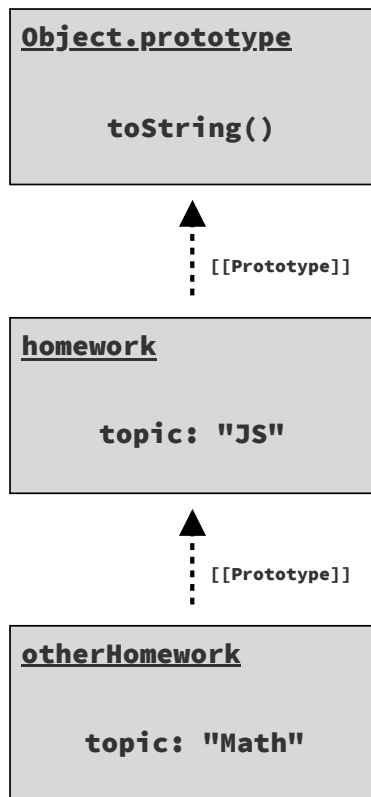 Object.prototype
toString()
[[Prototype]]
homework
topic: "JS"
[[Prototype]]
otherHomework
topic: "Math"